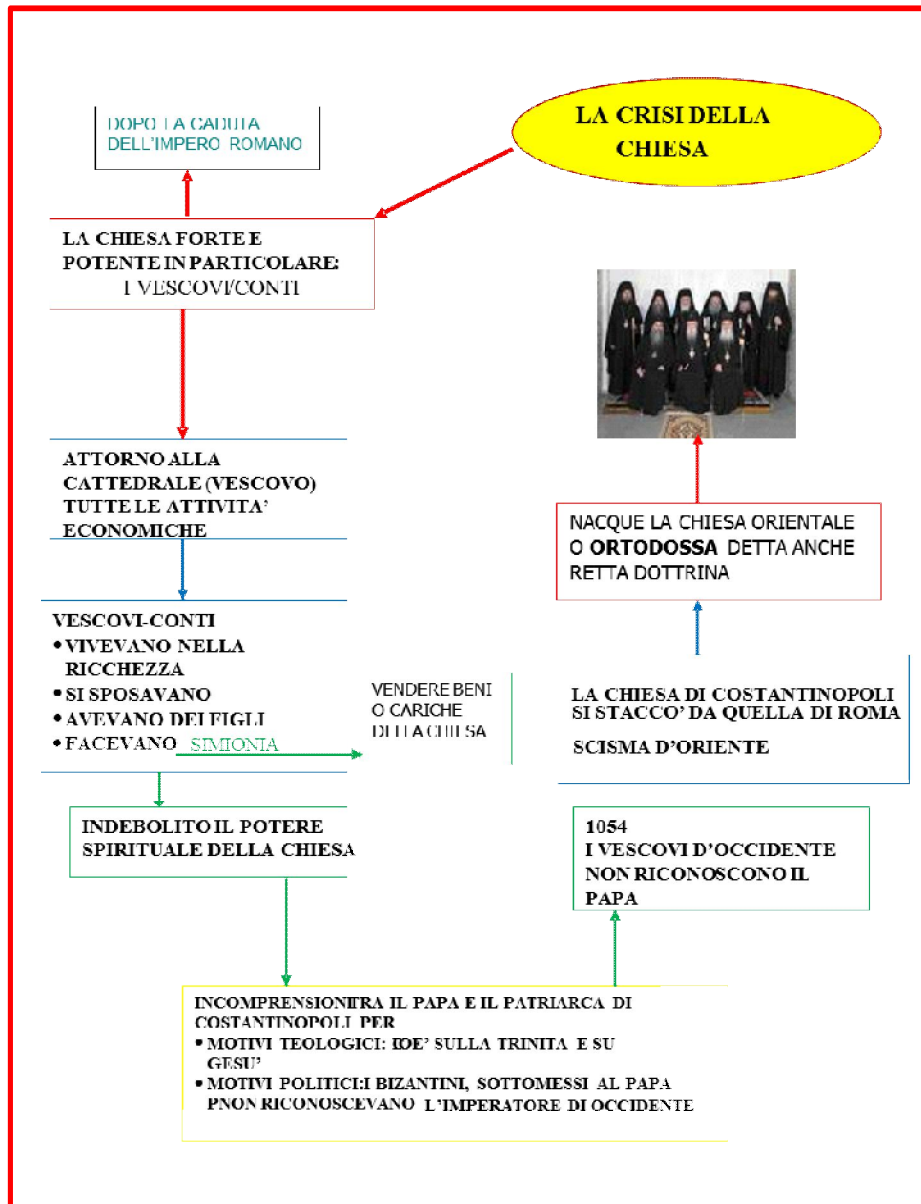 LA CRISI DELLA
CHIESA
DOPO LA CADUTA
DELL'IMPERO ROMANO
LA CHIESA FORTE E
POTENTE IN PARTICOLARE:
I VESCOVI/CONTI
ATTORNO ALLA
CATTEDRALE (VESCOVO)
TUTTE LE ATTIVITA'
ECONOMICHE
VESCOVI-CONTI
• VIVEVANO NELLA
RICCHEZZA
• SI SPOSAVANO
• AVEVANO DEI FIGLI
• FACEVANO SIMIONIA
VENDERE BENI
O CARICHE
DELLA CHIESA
INDEBOLITO IL POTERE
SPIRITUALE DELLA CHIESA
INCOMPRENSIONI TRA IL PAPA E IL PATRIARCA DI
COSTANTINOPOLI PER
• MOTIVI TEOLOGICI: SULLA TRINITA E SU
GESU'
• MOTIVI POLITICI:I BIZANTINI, SOTTOMESSI AL PAPA
PNON RICONOSCEVANO L'IMPERATORE DI OCCIDENTE
1054
I VESCOVI D'OCCIDENTE
NON RICONOSCONO IL
PAPA
LA CHIESA DI COSTANTINOPOLI
SI STACCO' DA QUELLA DI ROMA
SCISMA D'ORIENTE
NACQUE LA CHIESA ORIENTALE
O ORTODOSSA DETTA ANCHE
RETTA DOTTRINA